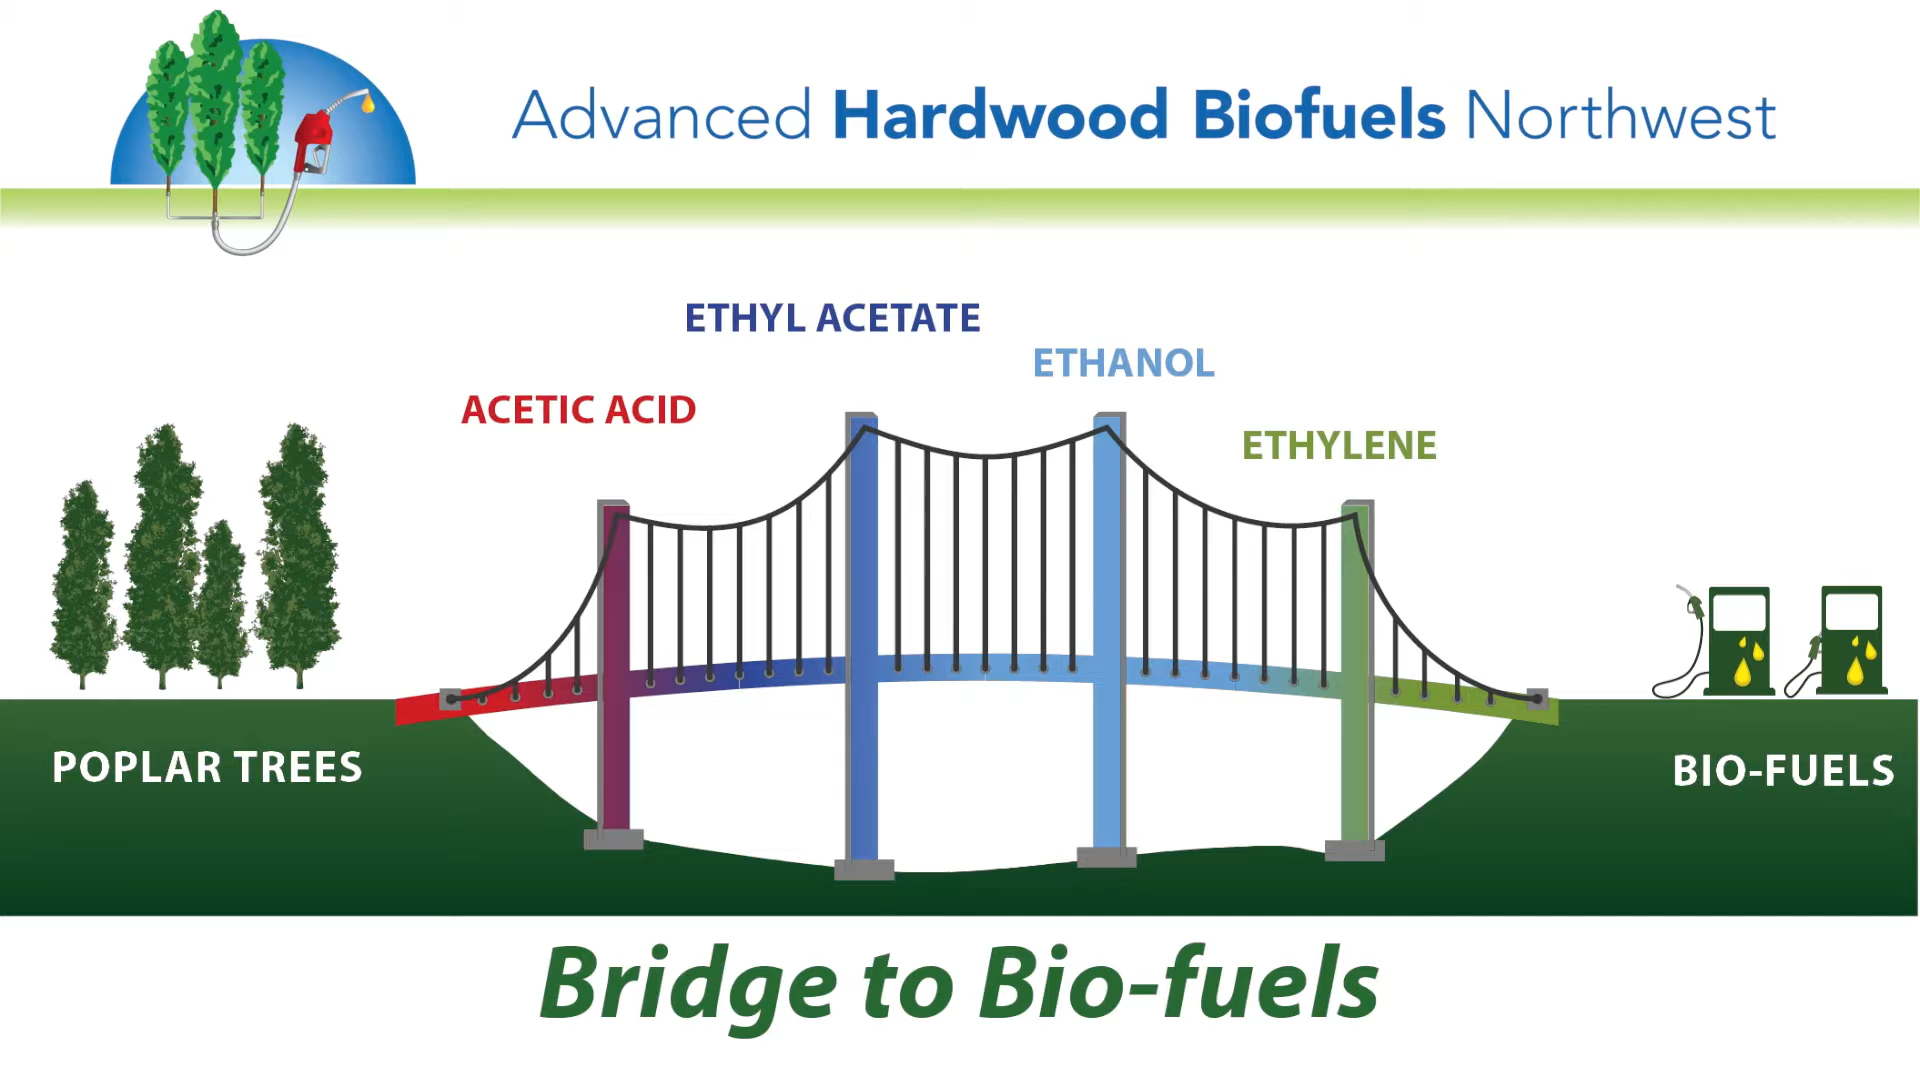 Advanced Hardwood Biofuels Northwest
ETHYL ACETATE
ETHANOL
ACETIC ACID
ETHYLENE
POPLAR TREES
BIO-FUELS
Bridge to Bio-fuels